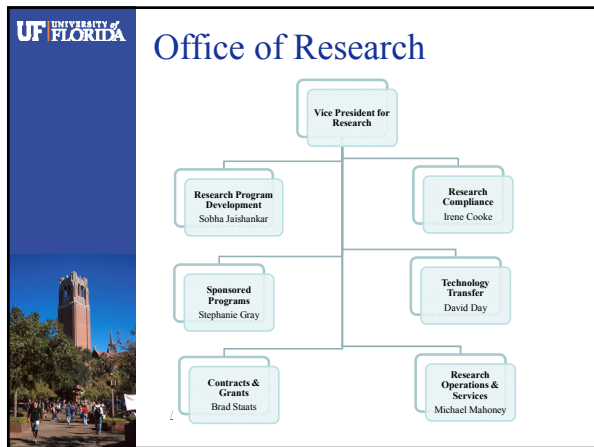 UF UNIVERSITY of
FLORIDA
Office of Research
Vice President for
Research
Research Program
Development
Sobha Jaishankar
Research
Compliance
Irene Cooke
Sponsored
Programs
Stephanie Gray
Technology
Transfer
David Day
Contracts &
Grants
Brad Staats
Research
Operations &
Services
Michael Mahoney
/